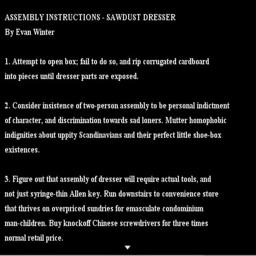 ASSEMBLY INSTRUCTIONS - SAWDUST DRESSER
By Evan Winter
1. Attempt to open box; fail to do so, and rip corrugated cardboard
into pieces until dresser parts are exposed.
2. Consider insistence of two-person assembly to be personal indictment
of character, and discrimination towards sad loners. Mutter homophobic
indignities about uppity Scandinavians and their perfect little shoe-box
existences.
3. Figure out that assembly of dresser will require actual tools, and
not just syringe-thin Allen key. Run downstairs to convenience store
that thrives on overpriced sundries for emasculate condominium
man-children. Buy knockoff Chinese screwdrivers for three times
normal retail price.